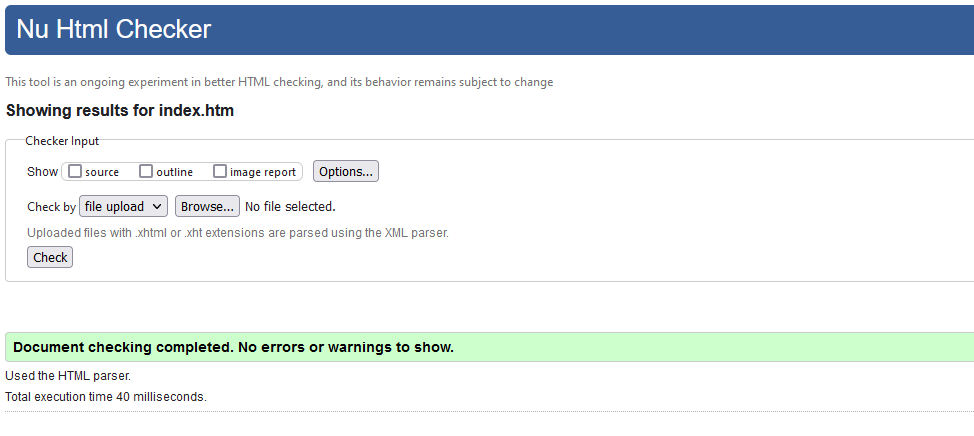 Nu Html Checker
This tool is an ongoing experiment in better HTML checking, and its behavior remains subject to change
Showing results for index.htm
Checker Input
Show source outline image report Options...
Check by file upload Browse... No file selected.
Uploaded files with .xhtml or .xht extensions are parsed using the XML parser.
Check
Document checking completed. No errors or warnings to show.
Used the HTML parser.
Total execution time 40 milliseconds.